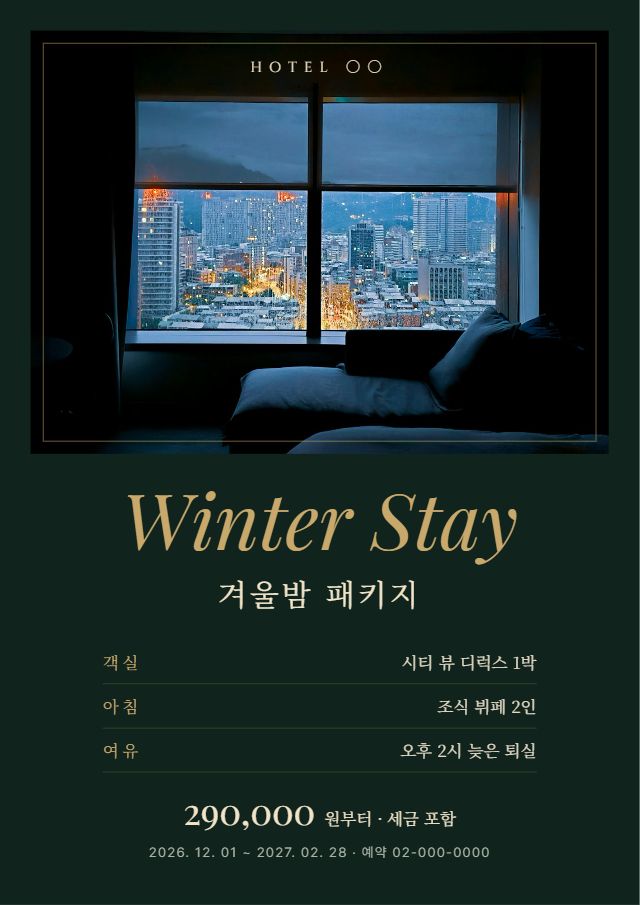 HOTEL ○○
Winter Stay
겨울밤 패키지
객실 시티 뷰 디럭스 1박
아침 조식 뷔페 2인
여유 오후 2시 늦은 퇴실
290,000 원부터 · 세금 포함
2026. 12. 01 ~ 2027. 02. 28 · 예약 02-000-0000